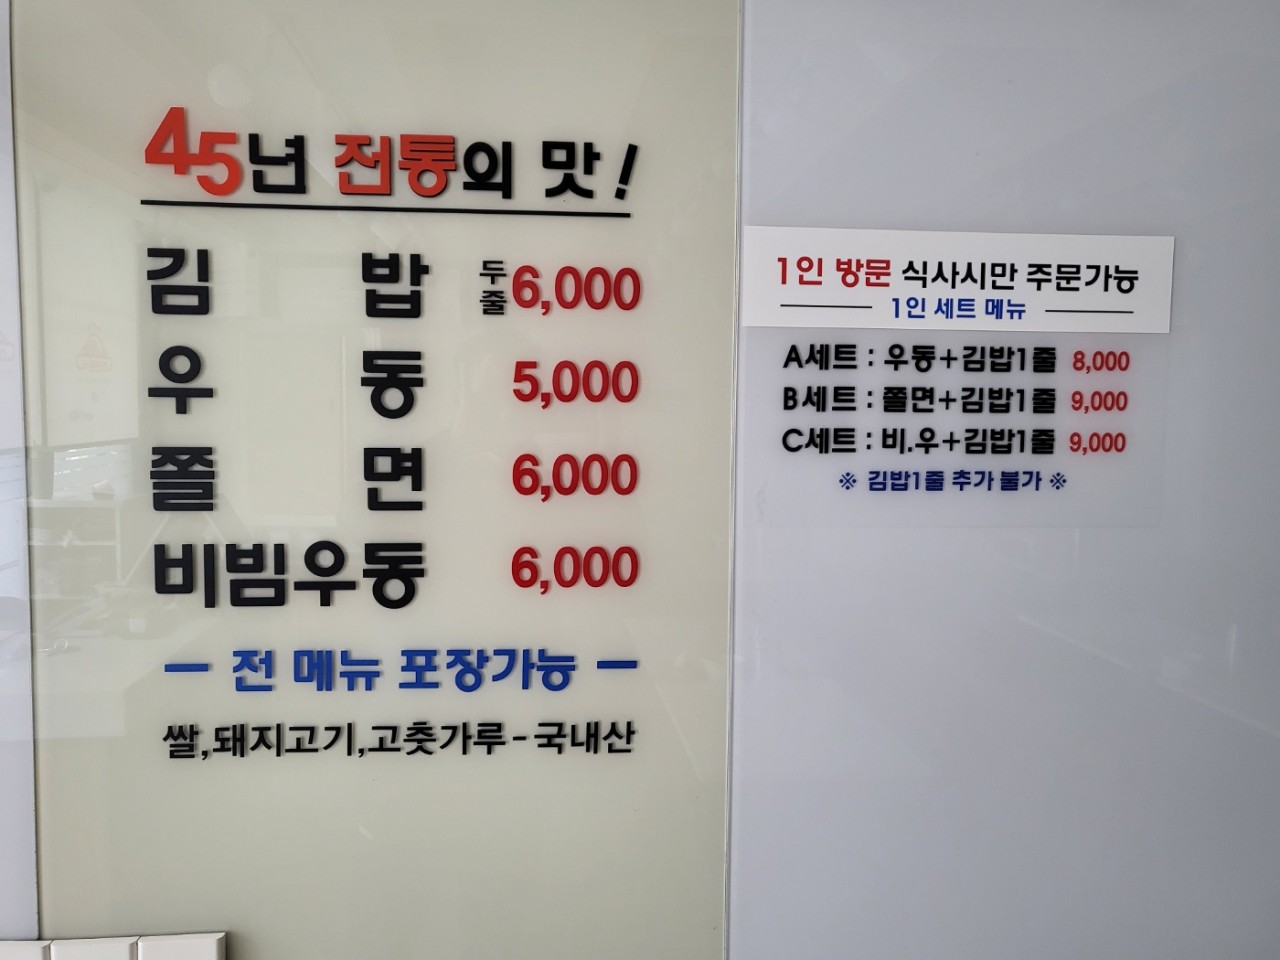 45년 전통의 맛!
김밥 두줄 6,000
우동 5,000
쫄면 6,000
비빔우동 6,000
— 전 메뉴 포장가능 —
쌀,돼지고기,고춧가루-국내산
1인 방문 식사시만 주문가능
1인 세트 메뉴
A세트 : 우동+김밥1줄 8,000
B세트 : 쫄면+김밥1줄 9,000
C세트 : 비.우+김밥1줄 9,000
※ 김밥1줄 추가 불가 ※